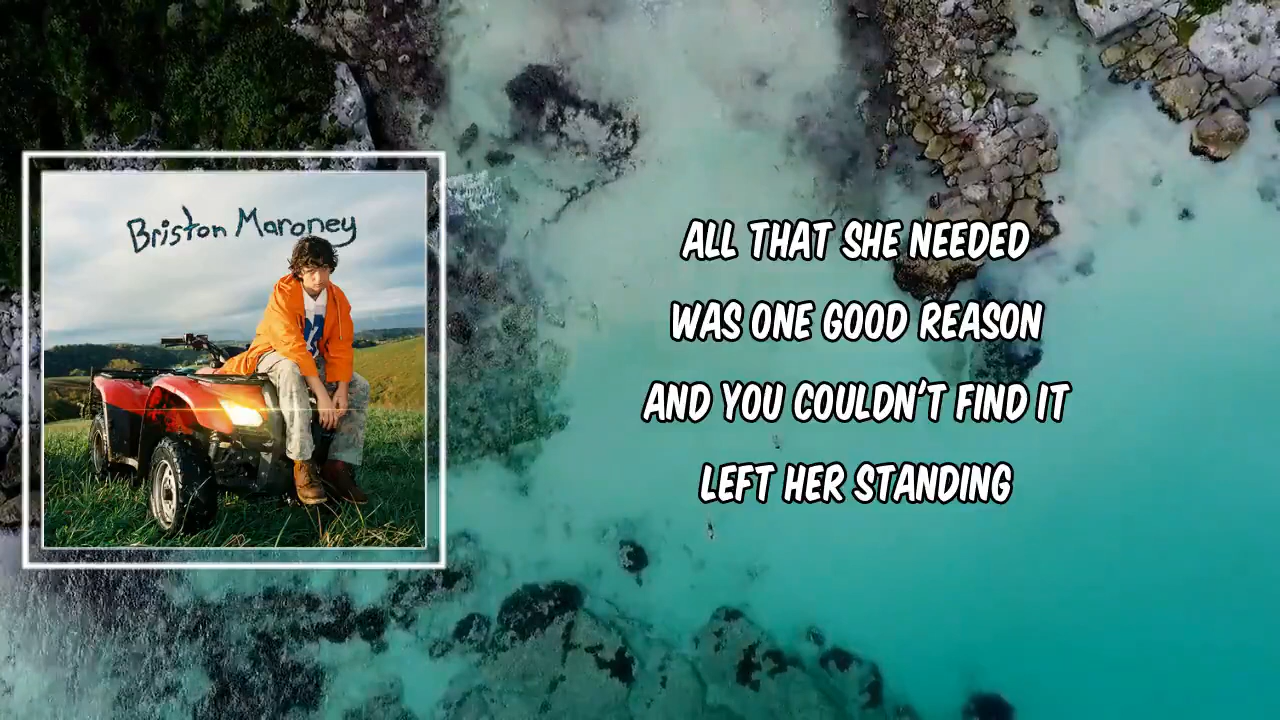 Briston Maroney
ALL THAT SHE NEEDED
WAS ONE GOOD REASON
AND YOU COULDN'T FIND IT
LEFT HER STANDING